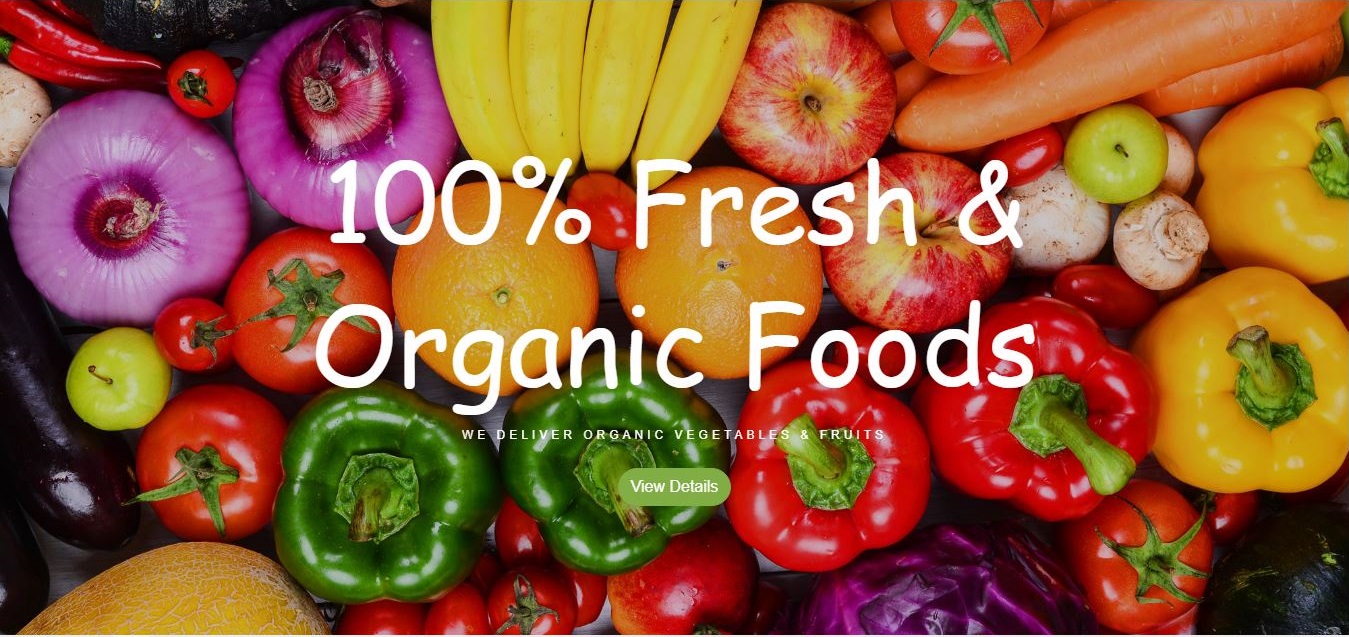 100% Fresh &
Organic Foods
WE DELIVER ORGANIC VEGETABLES & FRUITS
View Details